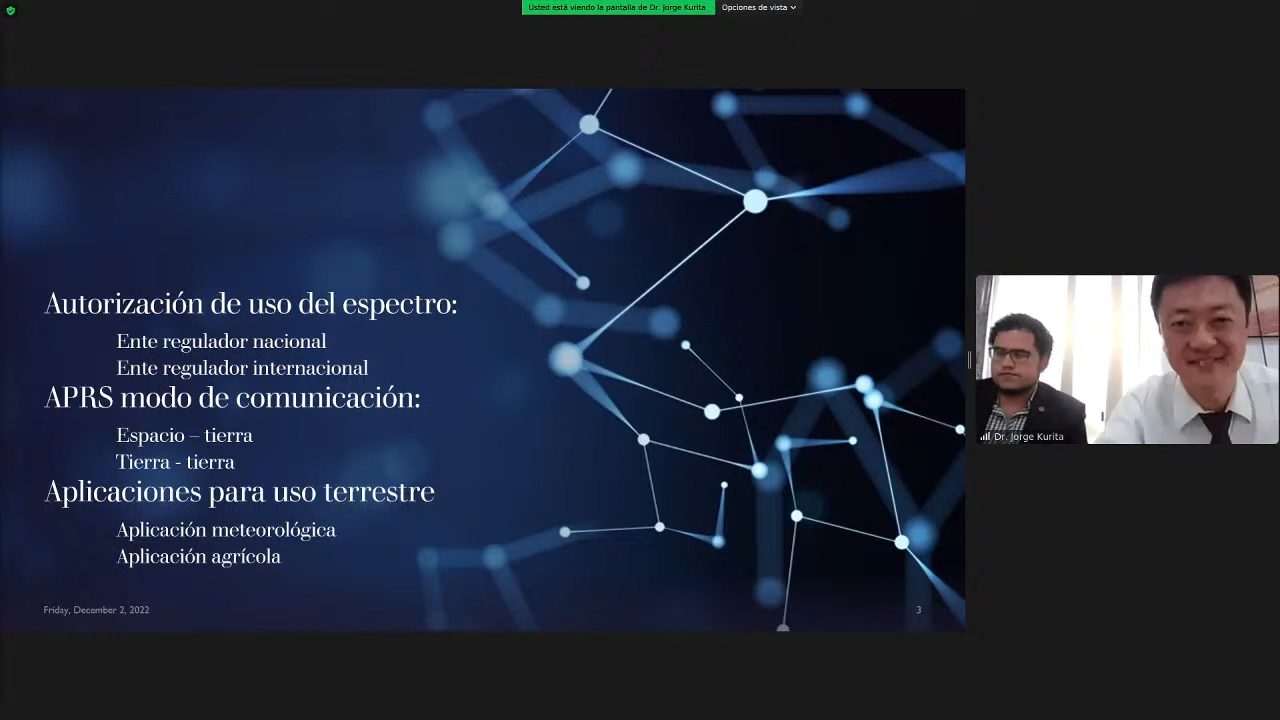 Usted está viendo la pantalla de Dr. Jorge Kurita
Opciones de vista
Autorización de uso del espectro:
Ente regulador nacional
Ente regulador internacional
APRS modo de comunicación:
Espacio – tierra
Tierra - tierra
Aplicaciones para uso terrestre
Aplicación meteorológica
Aplicación agrícola
Friday, December 2, 2022
3
Dr. Jorge Kurita